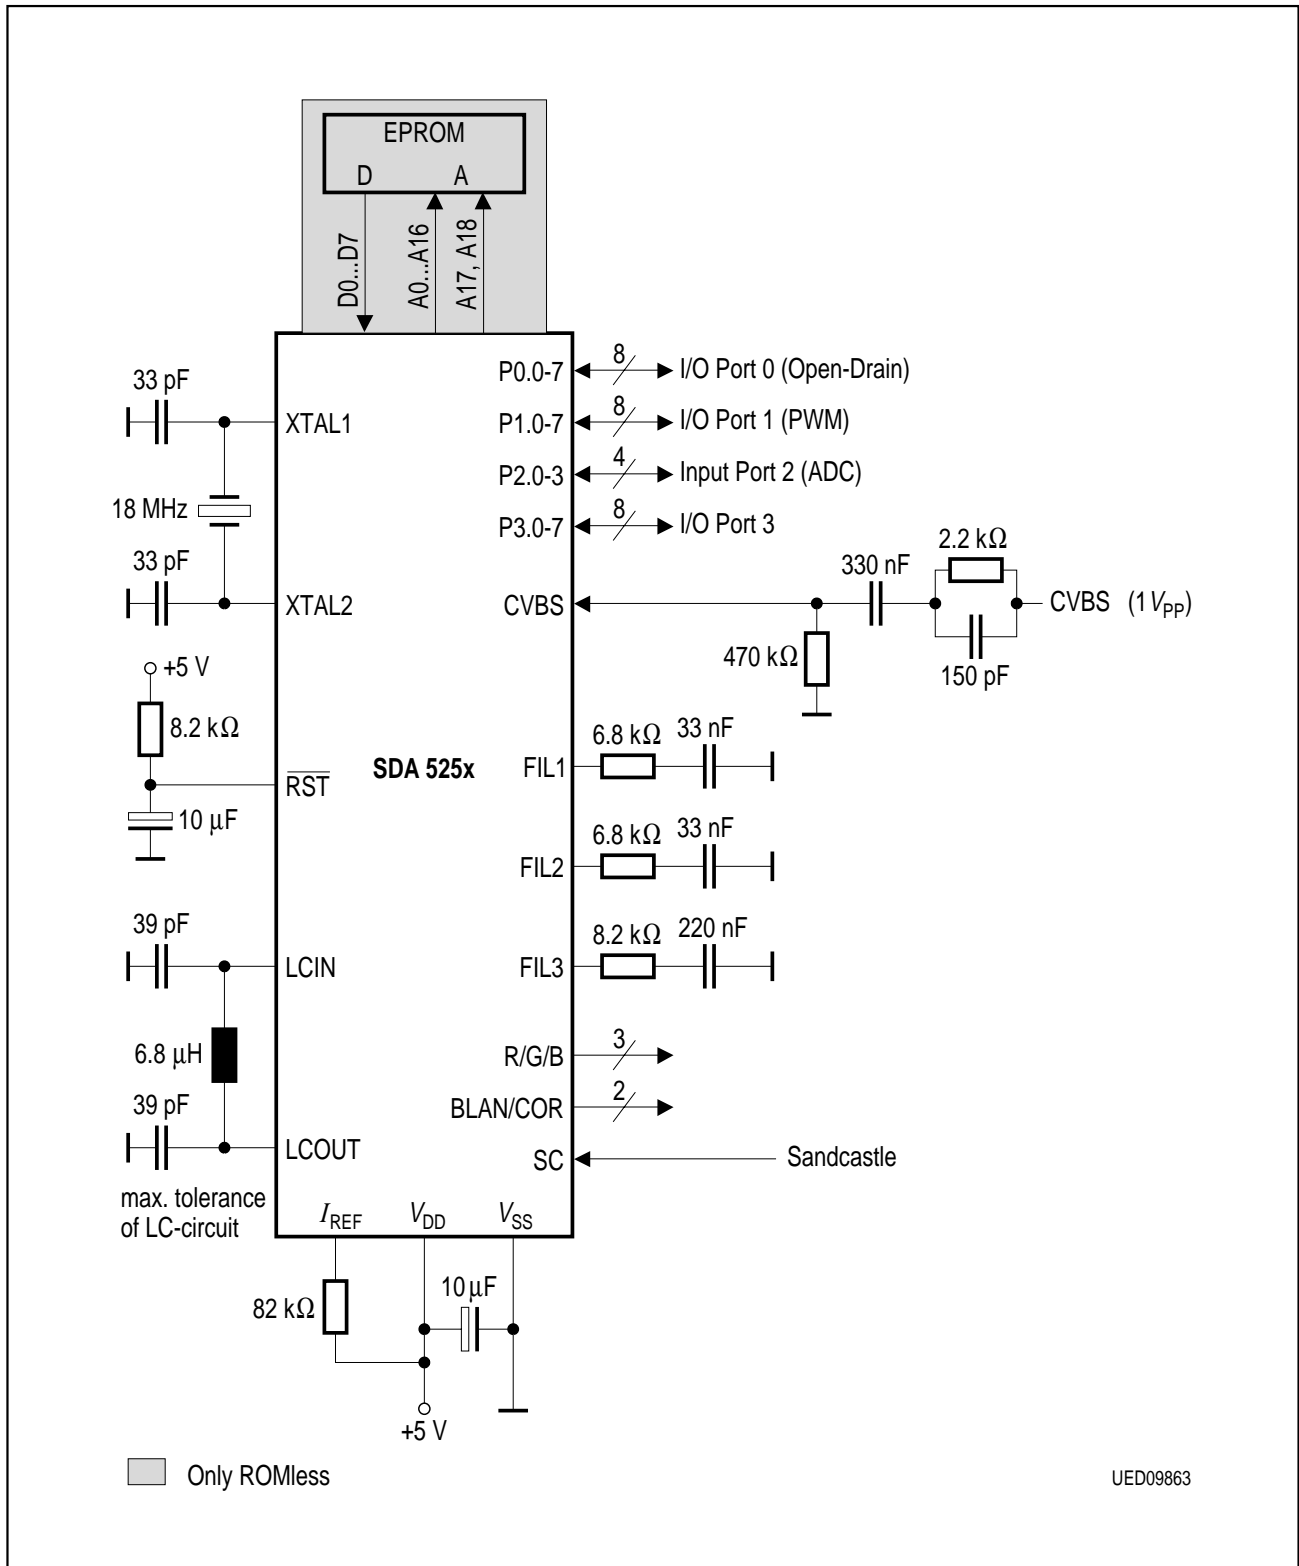 EPROM
D A
D0...D7
A0...A16
A17, A18
33 pF
XTAL1
18 MHz
33 pF
XTAL2
+5 V
8.2 kΩ
RST
10 μF
39 pF
LCIN
6.8 μH
39 pF
LCOUT
max. tolerance
of LC-circuit
SDA 525x
P0.0-7 8 I/O Port 0 (Open-Drain)
P1.0-7 8 I/O Port 1 (PWM)
P2.0-3 4 Input Port 2 (ADC)
P3.0-7 8 I/O Port 3
2.2 kΩ
330 nF
CVBS
CVBS (1 VPP)
470 kΩ
150 pF
6.8 kΩ 33 nF
FIL1
6.8 kΩ 33 nF
FIL2
8.2 kΩ 220 nF
FIL3
R/G/B 3
BLAN/COR 2
SC Sandcastle
IREF VDD VSS
82 kΩ
10 μF
+5 V
Only ROMless
UED09863